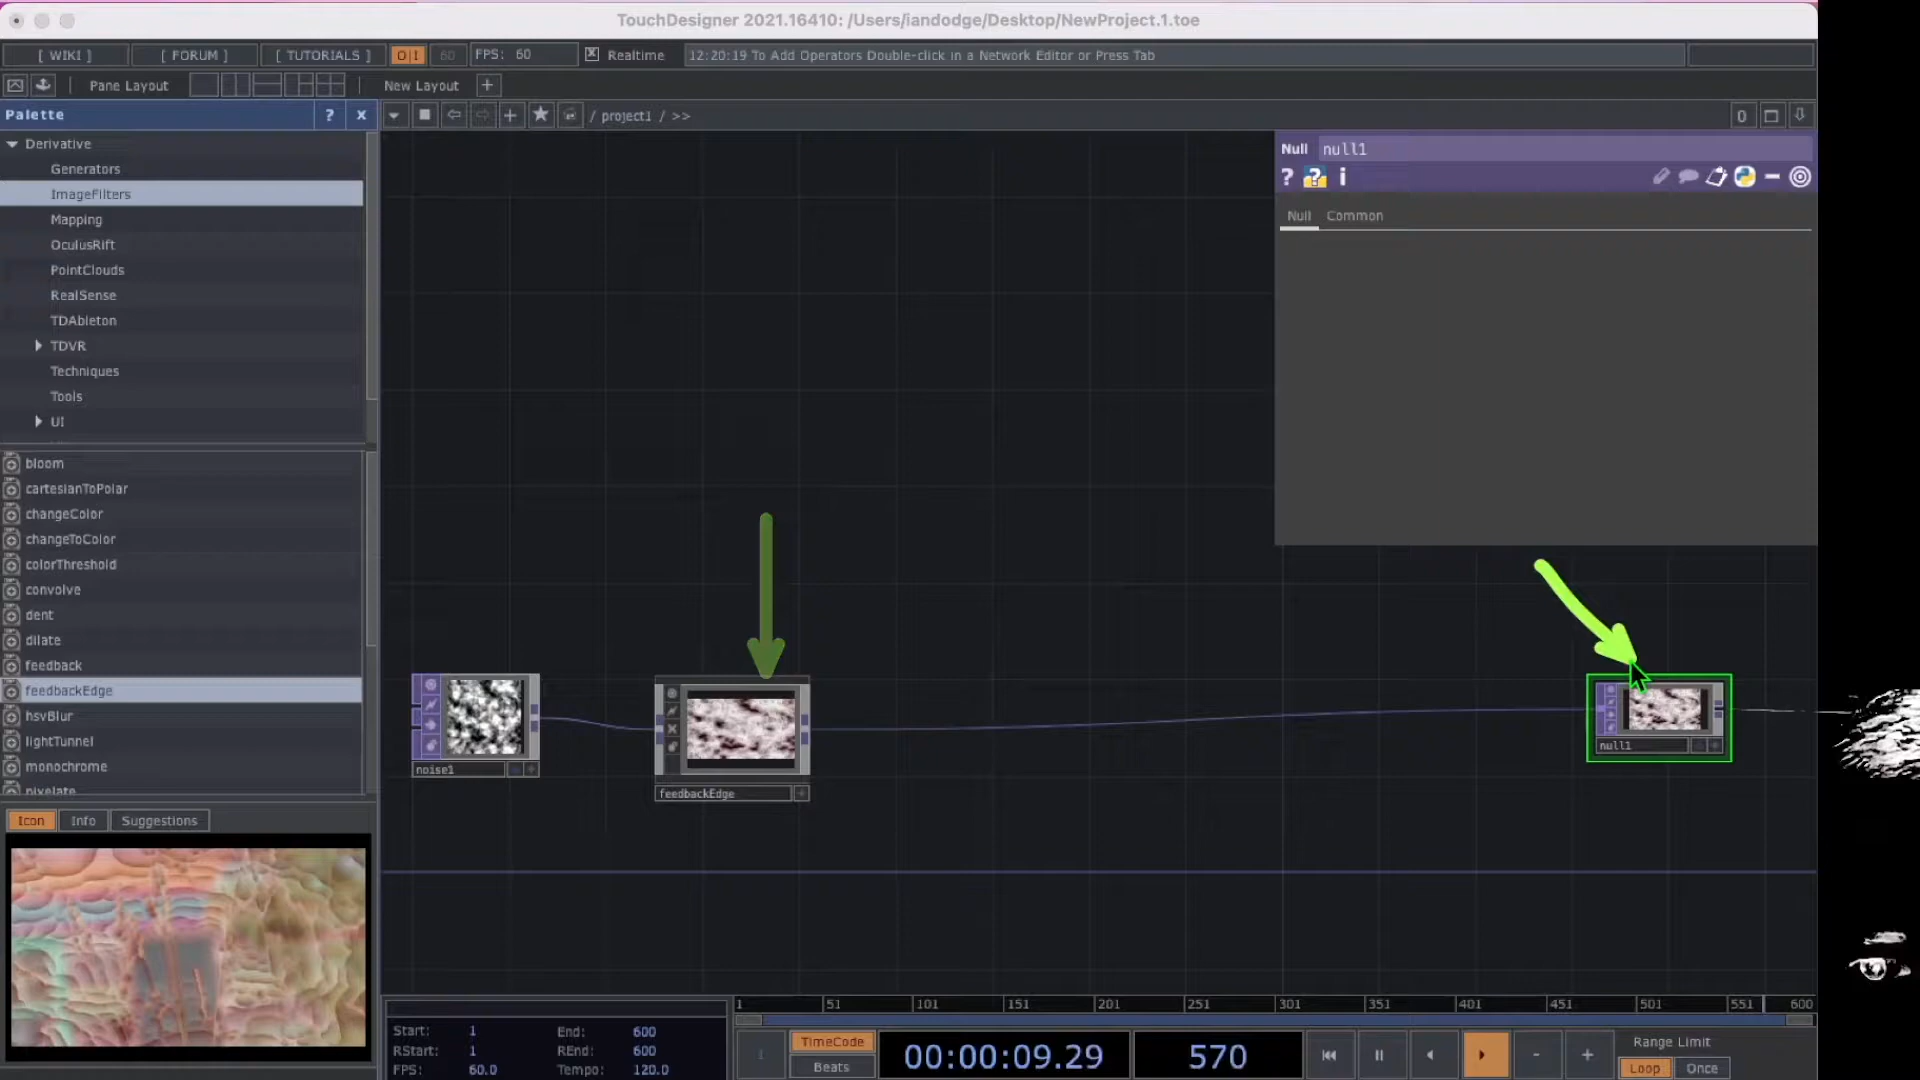 TouchDesigner 2021.16410: /Users/iandodge/Desktop/NewProject.1.toe
[ WIKI ] [ FORUM ] [ TUTORIALS ] O|I 60 FPS: 60 Realtime 12:20:19 To Add Operators Double-click in a Network Editor or Press Tab
Pane Layout New Layout +
Palette ? x / project1 / >> 0
Null null1
? ? i
Null Common
Derivative
Generators
ImageFilters
Mapping
OculusRift
PointClouds
RealSense
TDAbleton
TDVR
Techniques
Tools
UI
bloom
cartesianToPolar
changeColor
changeToColor
colorThreshold
convolve
dent
dilate
feedback
feedbackEdge
hsvBlur
lightTunnel
monochrome
pixelate
Icon Info Suggestions
noise1
feedbackEdge
null1
1 51 101 151 201 251 301 351 401 451 501 551 600
Start: 1 End: 600
RStart: 1 REnd: 600
FPS: 60.0 Tempo: 120.0
TimeCode
Beats
00:00:09.29 570
- +
Range Limit
Loop Once